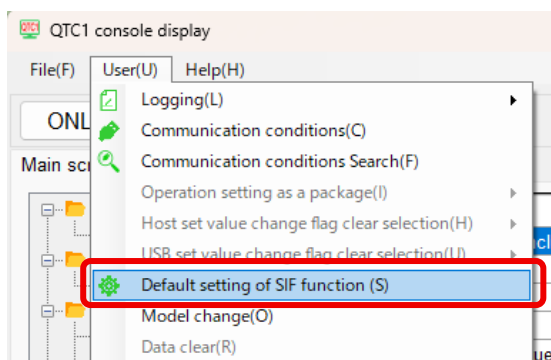 QTC1 console display
File(F) User(U) Help(H)
Logging(L)
ONL
Communication conditions(C)
Main scr
Communication conditions Search(F)
Operation setting as a package(I)
Host set value change flag clear selection(H)
USB set value change flag clear selection(U)
Default setting of SIF function (S)
Model change(O)
Data clear(R)